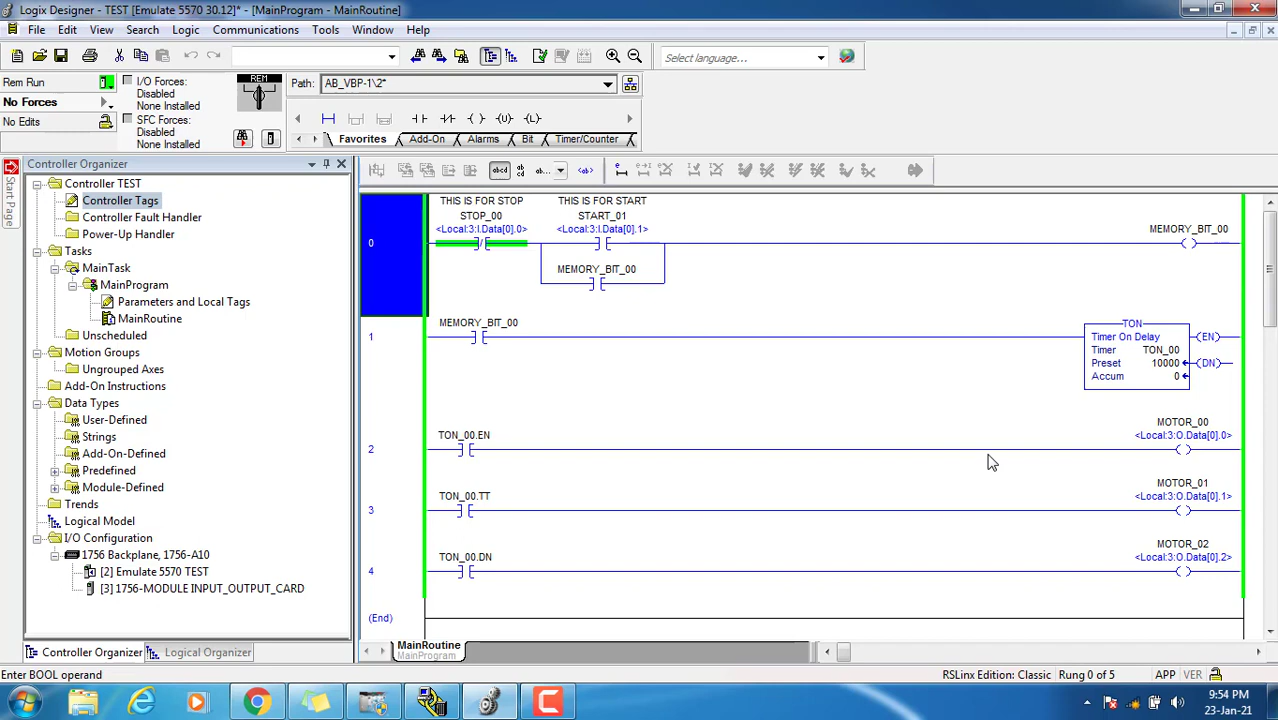 Logix Designer - TEST [Emulate 5570 30.12]* - [MainProgram - MainRoutine]
File Edit View Search Logic Communications Tools Window Help
Select language...
Rem Run
No Forces
No Edits
I/O Forces:
Disabled
None Installed
SFC Forces:
Disabled
None Installed
REM
Path: AB_VBP-1\2*
Favorites Add-On Alarms Bit Timer/Counter
Start Page
Controller Organizer
Controller TEST
Controller Tags
Controller Fault Handler
Power-Up Handler
Tasks
MainTask
MainProgram
Parameters and Local Tags
MainRoutine
Unscheduled
Motion Groups
Ungrouped Axes
Add-On Instructions
Data Types
User-Defined
Strings
Add-On-Defined
Predefined
Module-Defined
Trends
Logical Model
I/O Configuration
1756 Backplane, 1756-A10
[2] Emulate 5570 TEST
[3] 1756-MODULE INPUT_OUTPUT_CARD
Controller Organizer Logical Organizer
abcd ab ab...
THIS IS FOR STOP THIS IS FOR START
STOP_00 START_01
<Local:3:I.Data[0].0> <Local:3:I.Data[0].1> MEMORY_BIT_00
0
MEMORY_BIT_00
MEMORY_BIT_00
1
TON
Timer On Delay
Timer TON_00
Preset 10000
Accum 0
EN
DN
TON_00.EN
MOTOR_00
<Local:3:O.Data[0].0>
2
TON_00.TT
MOTOR_01
<Local:3:O.Data[0].1>
3
TON_00.DN
MOTOR_02
<Local:3:O.Data[0].2>
4
(End)
MainRoutine
MainProgram
Enter BOOL operand
RSLinx Edition: Classic Rung 0 of 5 APP VER
9:54 PM
23-Jan-21